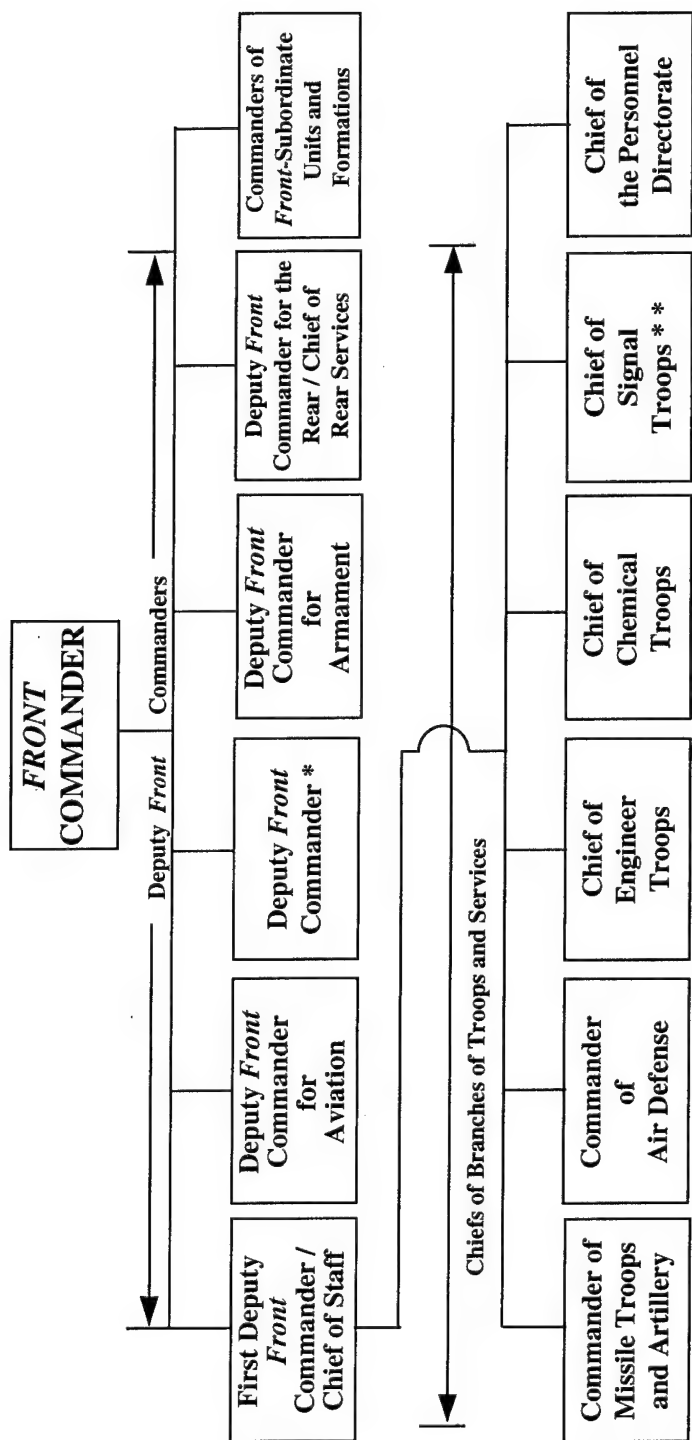 FRONT
COMMANDER
Deputy Front Commanders
First Deputy
Front
Commander /
Chief of Staff
Deputy Front
Commander
for
Aviation
Deputy Front
Commander *
Deputy Front
Commander
for
Armament
Deputy Front
Commander for the
Rear / Chief of
Rear Services
Commanders of
Front-Subordinate
Units and
Formations
Chiefs of Branches of Troops and Services
Commander of
Missile Troops
and Artillery
Commander
of
Air Defense
Chief of
Engineer
Troops
Chief of
Chemical
Troops
Chief of
Signal
Troops * *
Chief of
the Personnel
Directorate